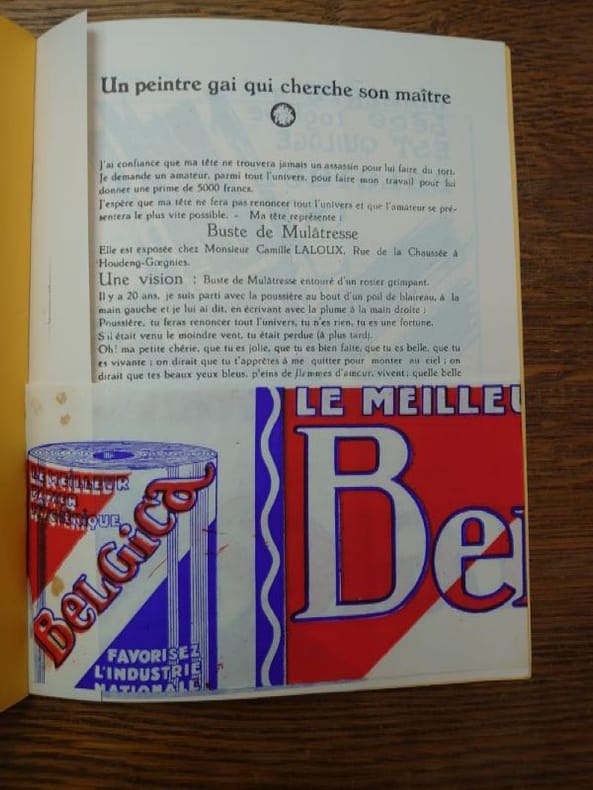 Un peintre gai qui cherche son maître
J'ai confiance que ma tête ne trouvera jamais un assassin pour lui faire du tort.
Je demande un amateur, parmi tout l'univers, pour faire mon travail pour lui
donner une prime de 5000 francs.
J'espère que ma tête ne fera pas renoncer tout l'univers et que l'amateur se pré-
sentera le plus vite possible. - Ma tête représente :
Buste de Mulâtresse
Elle est exposée chez Monsieur Camille LALOUX, Rue de la Chaussée à
Houdeng-Gœgnies.
Une vision : Buste de Mulâtresse entouré d'un rosier grimpant.
Il y a 20 ans, je suis parti avec la poussière au bout d'un poil de blaireau, à la
main gauche et je lui ai dit, en écrivant avec la plume à la main droite :
Poussière, tu feras renoncer tout l'univers, tu n'es rien, tu es une fortune.
S'il était venu le moindre vent, tu était perdue (à plus tard).
Oh! ma petite chérie, que tu es jolie, que tu es bien faite, que tu es belle, que tu
es vivante ; on dirait que tu t'apprêtes à me quitter pour monter au ciel ; on
dirait que tes beaux yeux bleus, pleins de flammes d'amour, vivent ; quelle belle
LE MEILLEU
Bel
LE MEILLEUR
PAPIER
HYGIÉNIQUE
BELGICA
FAVORISEZ
L'INDUSTRIE
NATIONALE